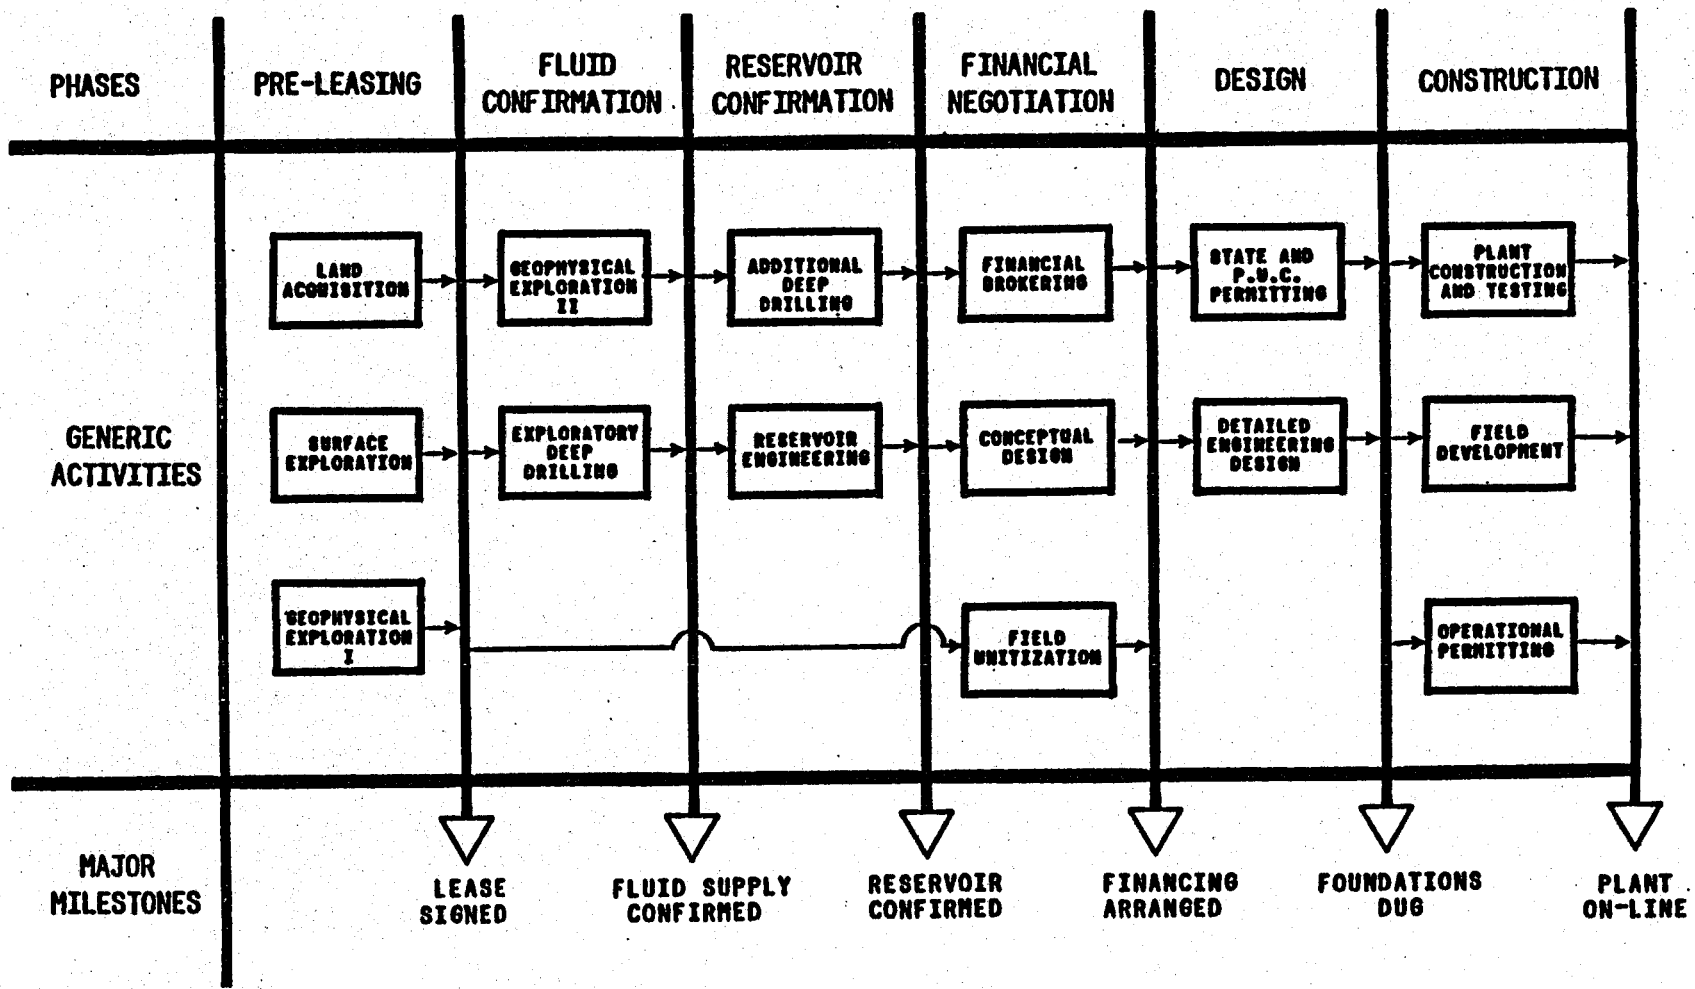 PHASES
PRE-LEASING
FLUID
CONFIRMATION
RESERVOIR
CONFIRMATION
FINANCIAL
NEGOTIATION
DESIGN
CONSTRUCTION
GENERIC
ACTIVITIES
LAND
ACQUISITION
GEOPHYSICAL
EXPLORATION
II
ADDITIONAL
DEEP
DRILLING
FINANCIAL
BROKERING
STATE AND
P.U.C.
PERMITTING
PLANT
CONSTRUCTION
AND TESTING
SURFACE
EXPLORATION
EXPLORATORY
DEEP
DRILLING
RESERVOIR
ENGINEERING
CONCEPTUAL
DESIGN
DETAILED
ENGINEERING
DESIGN
FIELD
DEVELOPMENT
GEOPHYSICAL
EXPLORATION
I
FIELD
UNITIZATION
OPERATIONAL
PERMITTING
MAJOR
MILESTONES
LEASE
SIGNED
FLUID SUPPLY
CONFIRMED
RESERVOIR
CONFIRMED
FINANCING
ARRANGED
FOUNDATIONS
DUG
PLANT
ON-LINE